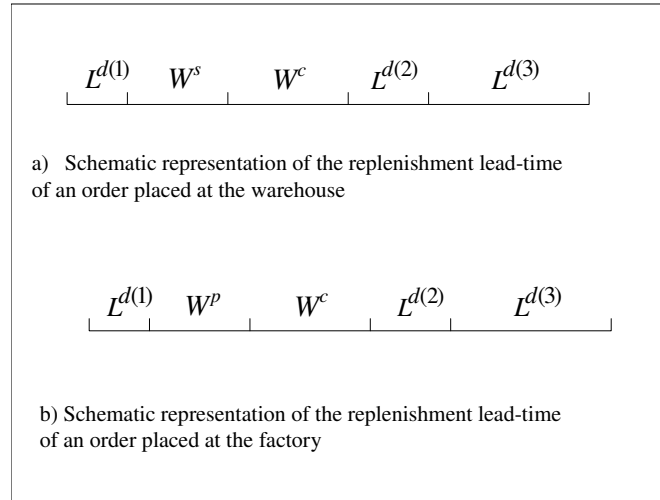 L^{d(1)} W^s W^c L^{d(2)} L^{d(3)}
a) Schematic representation of the replenishment lead-time
of an order placed at the warehouse
L^{d(1)} W^p W^c L^{d(2)} L^{d(3)}
b) Schematic representation of the replenishment lead-time
of an order placed at the factory